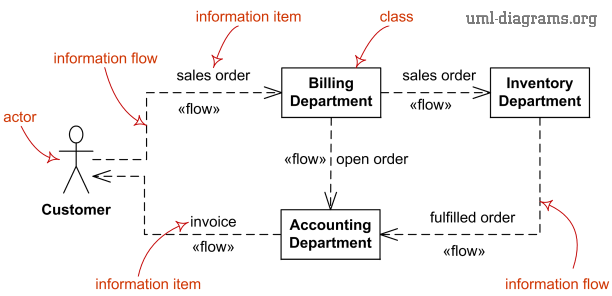 information item
class
uml-diagrams.org
information flow
sales order
Billing
Department
sales order
Inventory
Department
«flow»
«flow»
actor
«flow» open order
Customer
invoice
Accounting
Department
fulfilled order
«flow»
«flow»
information item
information flow